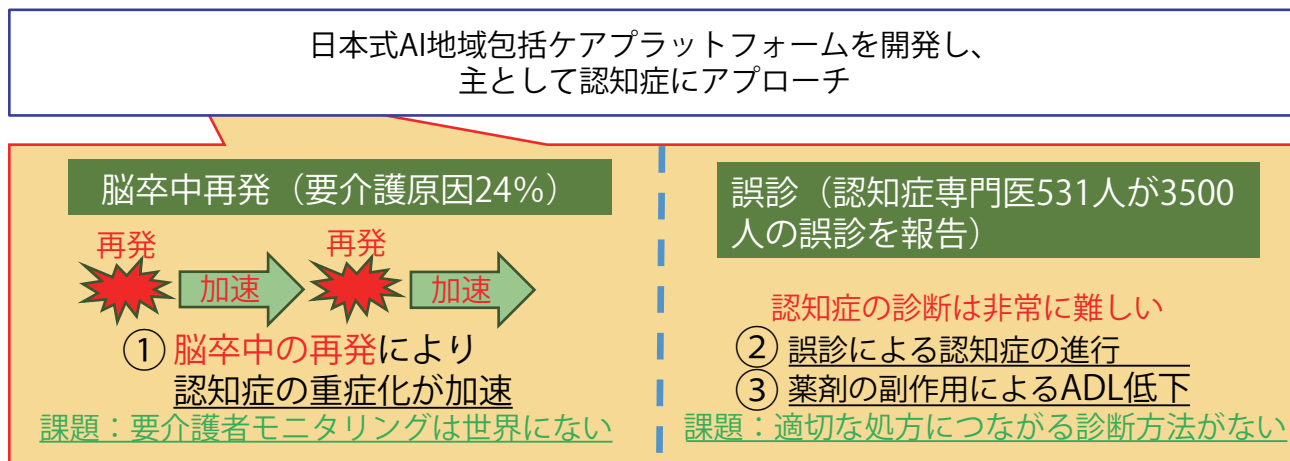 日本式AI地域包括ケアプラットフォームを開発し、
主として認知症にアプローチ
脳卒中再発（要介護原因24%）
再発
加速
再発
加速
① 脳卒中の再発により
認知症の重症化が加速
課題：要介護者モニタリングは世界にない
誤診（認知症専門医531人が3500
人の誤診を報告）
認知症の診断は非常に難しい
② 誤診による認知症の進行
③ 薬剤の副作用によるADL低下
課題：適切な処方につながる診断方法がない